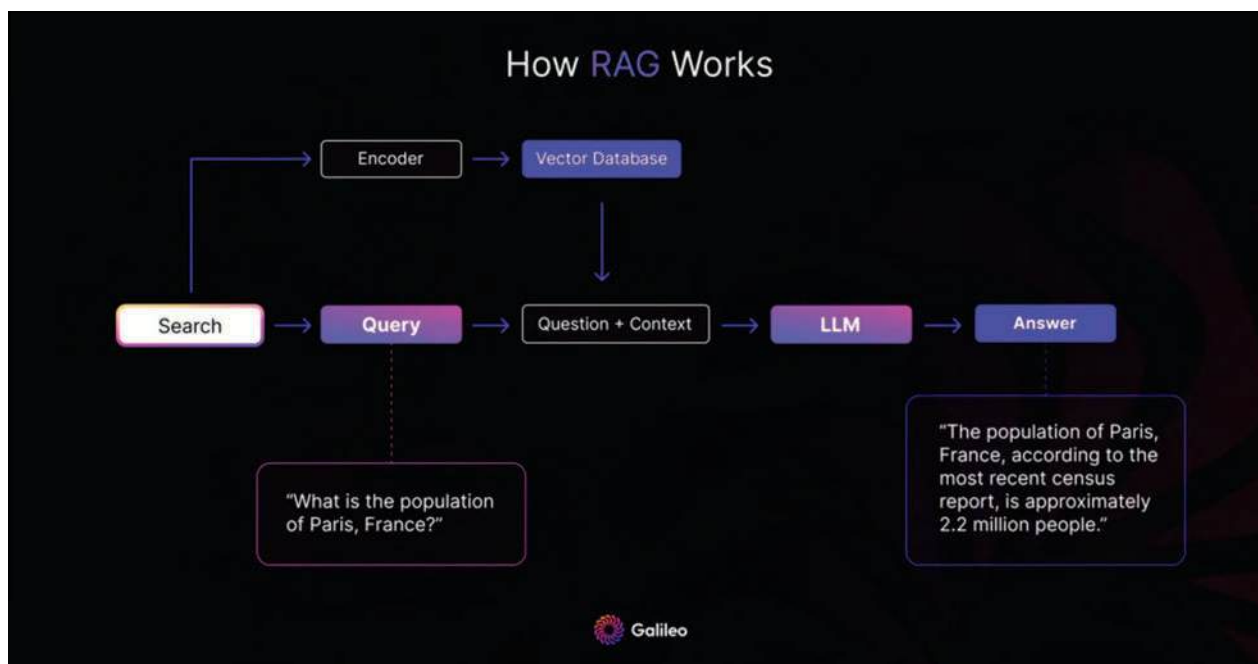 How RAG Works
Encoder
Vector Database
Search
Query
Question + Context
LLM
Answer
"What is the population
of Paris, France?"
"The population of Paris,
France, according to the
most recent census
report, is approximately
2.2 million people."
Galileo